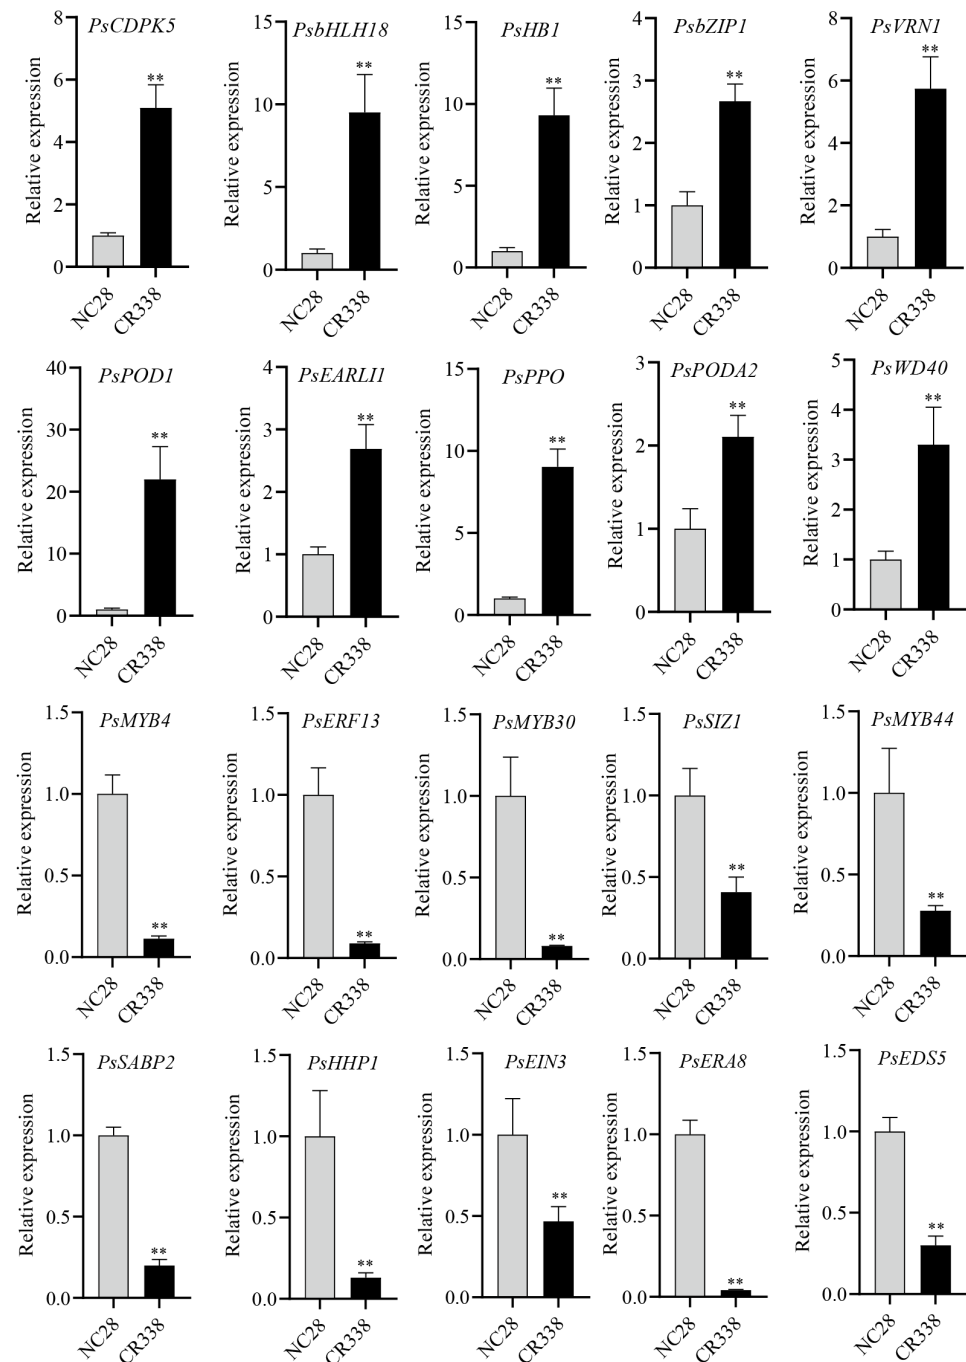 PsCDPK5
Relative expression
8
6
4
2
0
**
NC28
CR338
PsbHLH18
Relative expression
15
10
5
0
**
NC28
CR338
PsHB1
Relative expression
15
10
5
0
**
NC28
CR338
PsbZIP1
Relative expression
4
3
2
1
0
**
NC28
CR338
PsVRN1
Relative expression
8
6
4
2
0
**
NC28
CR338
PsPOD1
Relative expression
40
30
20
10
0
**
NC28
CR338
PsEARLI1
Relative expression
4
3
2
1
0
**
NC28
CR338
PsPPO
Relative expression
15
10
5
0
**
NC28
CR338
PsPODA2
Relative expression
3
2
1
0
**
NC28
CR338
PsWD40
Relative expression
5
4
3
2
1
0
**
NC28
CR338
PsMYB4
Relative expression
1.5
1.0
0.5
0.0
**
NC28
CR338
PsERF13
Relative expression
1.5
1.0
0.5
0.0
**
NC28
CR338
PsMYB30
Relative expression
1.5
1.0
0.5
0.0
**
NC28
CR338
PsSIZ1
Relative expression
1.5
1.0
0.5
0.0
**
NC28
CR338
PsMYB44
Relative expression
1.5
1.0
0.5
0.0
**
NC28
CR338
PsSABP2
Relative expression
1.5
1.0
0.5
0.0
**
NC28
CR338
PsHHP1
Relative expression
1.5
1.0
0.5
0.0
**
NC28
CR338
PsEIN3
Relative expression
1.5
1.0
0.5
0.0
**
NC28
CR338
PsERA8
Relative expression
1.5
1.0
0.5
0.0
**
NC28
CR338
PsEDS5
Relative expression
1.5
1.0
0.5
0.0
**
NC28
CR338